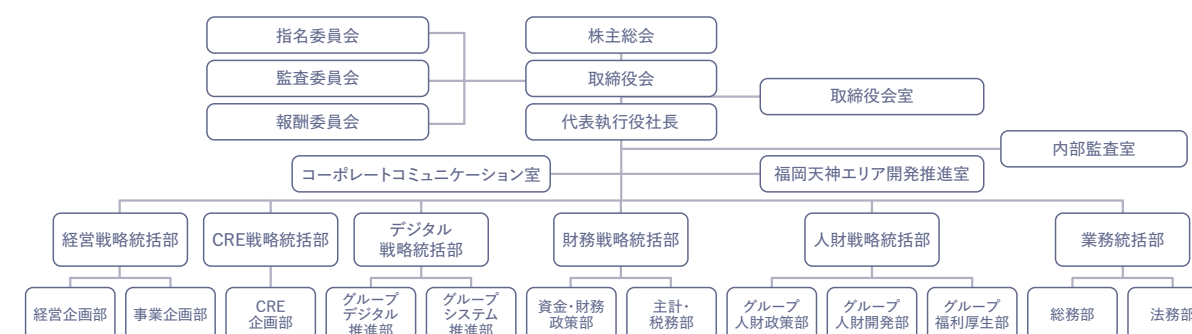 指名委員会
株主総会
監査委員会
取締役会
取締役会室
報酬委員会
代表執行役社長
内部監査室
コーポレートコミュニケーション室
福岡天神エリア開発推進室
経営戦略統括部
CRE戦略統括部
デジタル
戦略統括部
財務戦略統括部
人財戦略統括部
業務統括部
経営企画部
事業企画部
CRE
企画部
グループ
デジタル
推進部
グループ
システム
推進部
資金・財務
政策部
主計・
税務部
グループ
人財政策部
グループ
人財開発部
グループ
福利厚生部
総務部
法務部